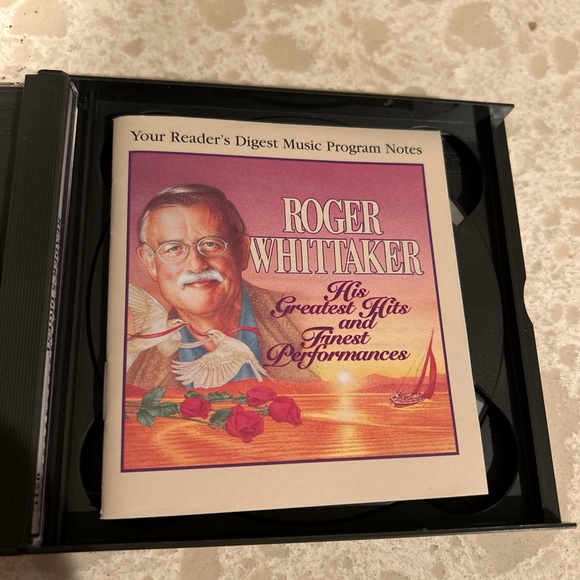 Your Reader's Digest Music Program Notes
ROGER
WHITTAKER
His
Greatest Hits
and
Finest
Performances